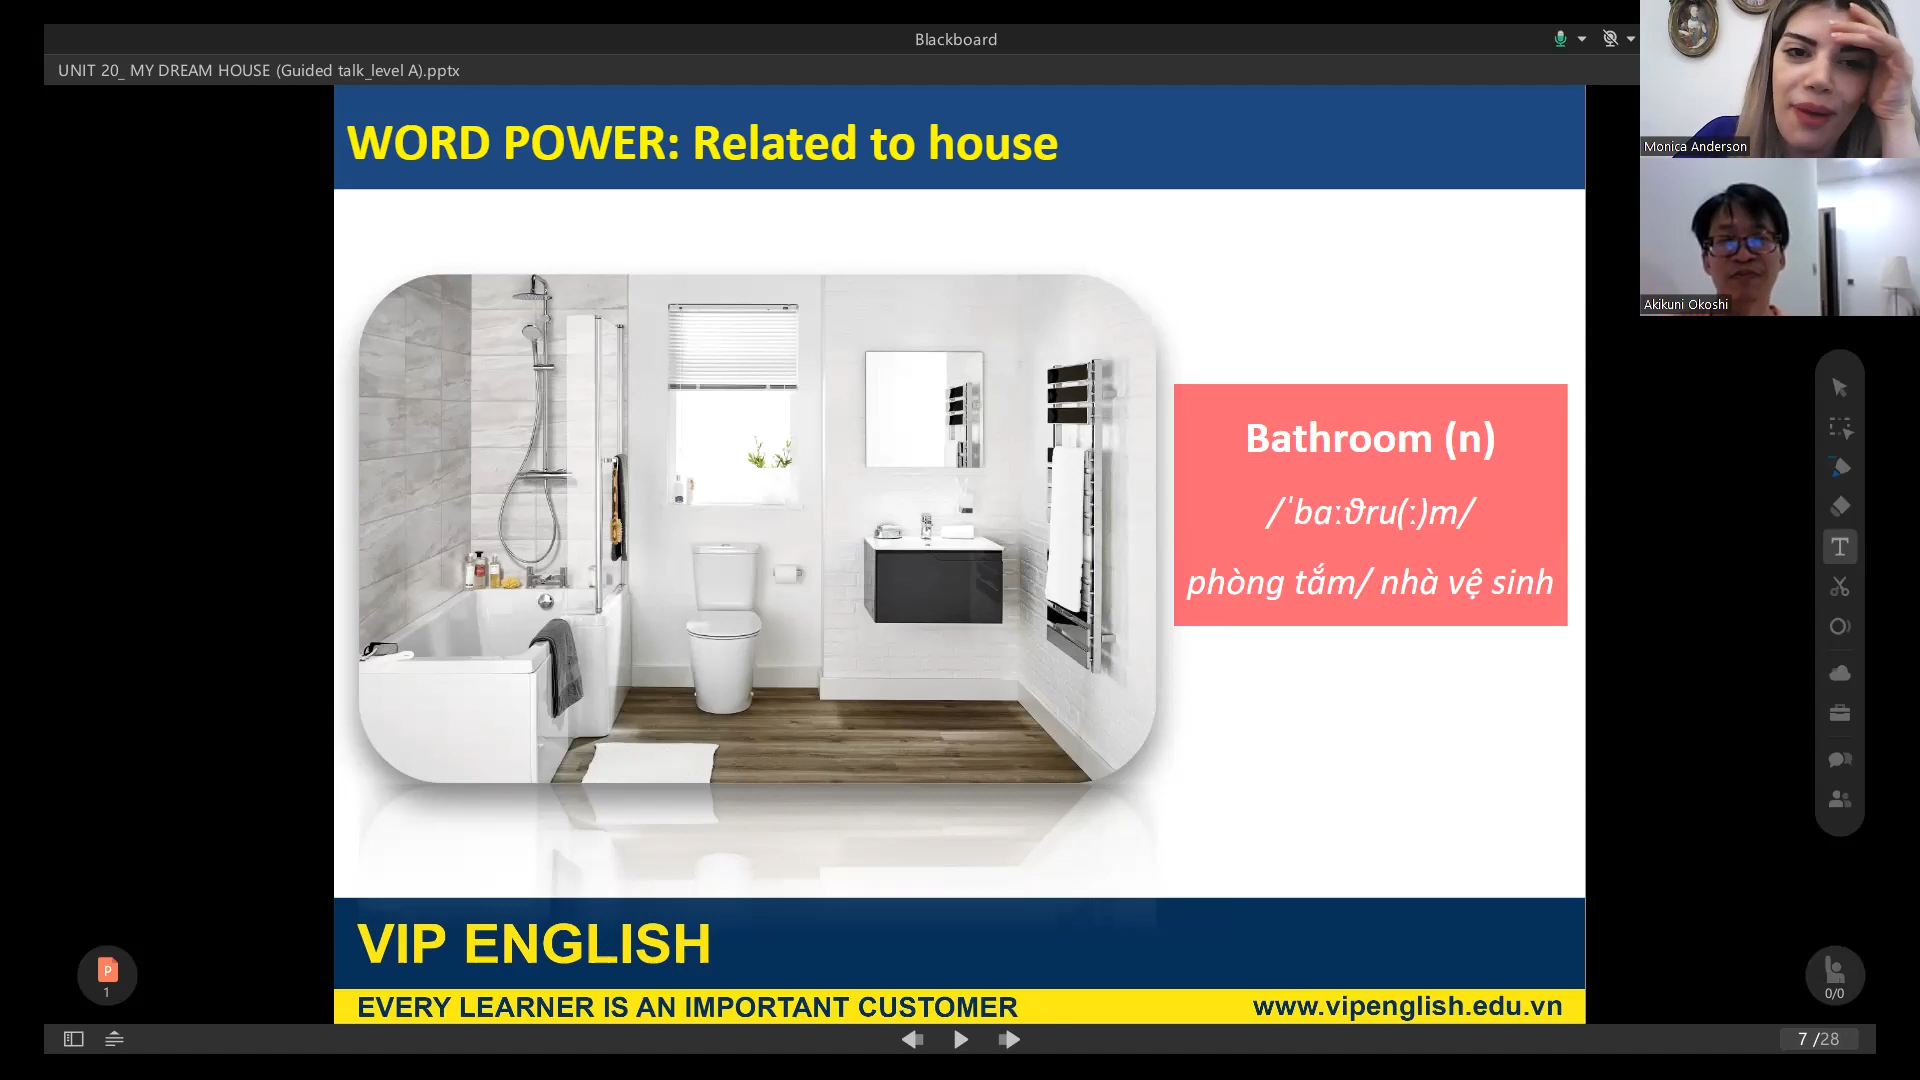 Blackboard
UNIT 20_ MY DREAM HOUSE (Guided talk_level A).pptx
Monica Anderson
Akikuni Okoshi
WORD POWER: Related to house
Bathroom (n)
/ˈbɑːϑru(ː)m/
phòng tắm/ nhà vệ sinh
VIP ENGLISH
EVERY LEARNER IS AN IMPORTANT CUSTOMER
www.vipenglish.edu.vn
P
1
T
0/0
7 /28